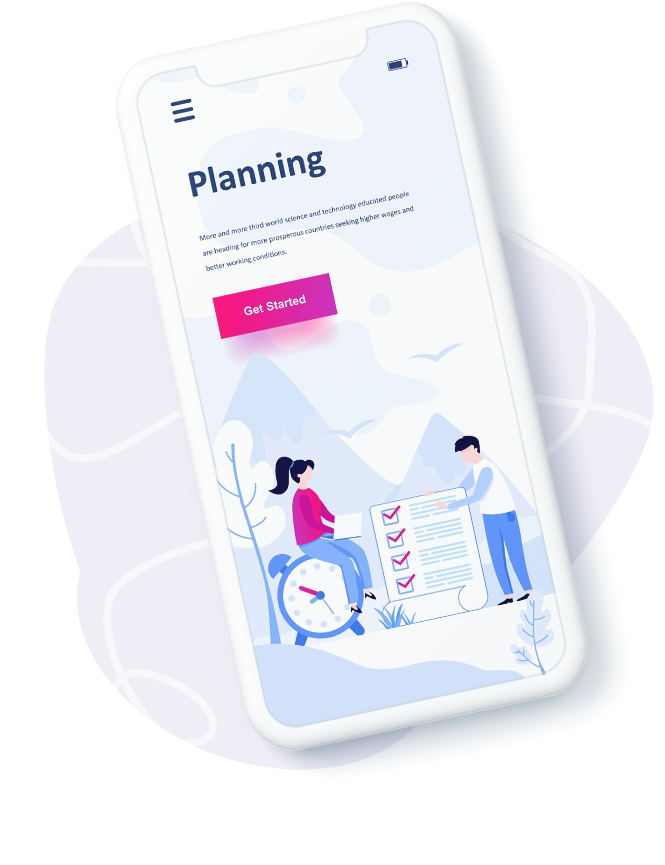 Planning
More and more third world science and technology educated people
are heading for more prosperous countries seeking higher wages and
better working conditions.
Get Started